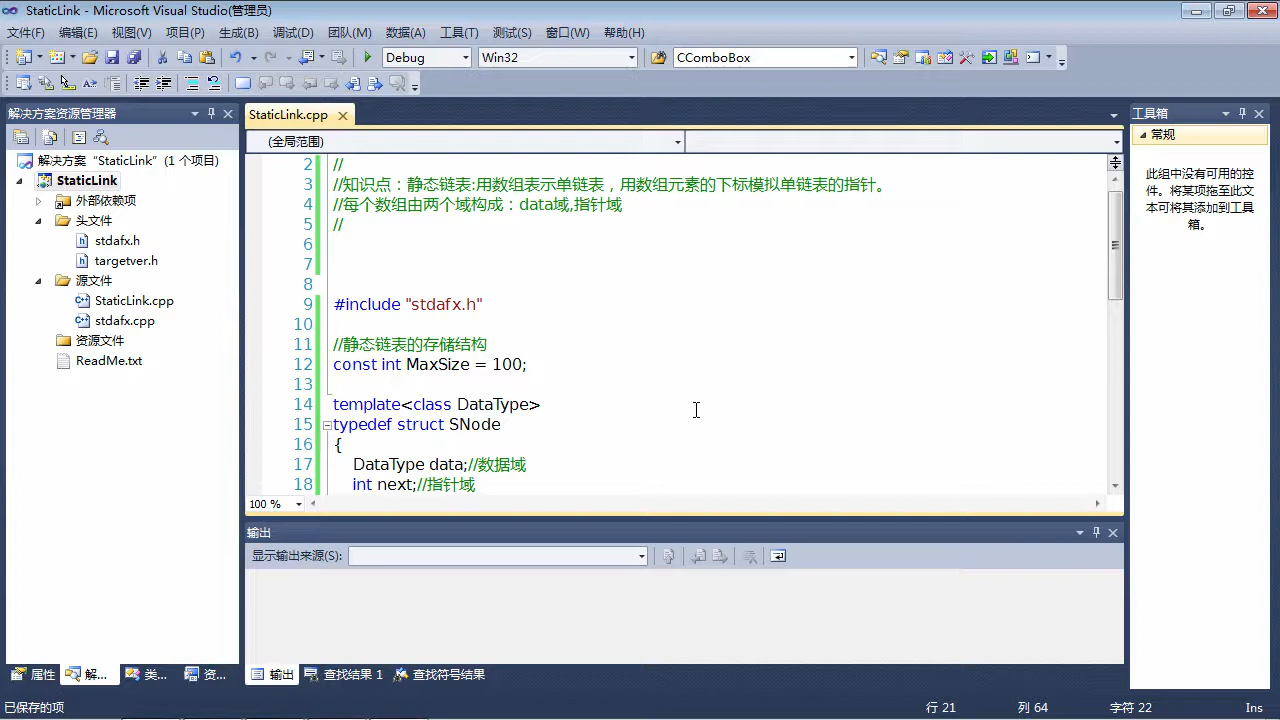 StaticLink - Microsoft Visual Studio(管理员)
文件(F) 编辑(E) 视图(V) 项目(P) 生成(B) 调试(D) 团队(M) 数据(A) 工具(T) 测试(S) 窗口(W) 帮助(H)
Debug Win32 CComboBox
解决方案资源管理器
解决方案"StaticLink" (1 个项目)
StaticLink
外部依赖项
头文件
stdafx.h
targetver.h
源文件
StaticLink.cpp
stdafx.cpp
资源文件
ReadMe.txt
属性 解... 类... 资...
StaticLink.cpp
(全局范围)
2 //
3 //知识点：静态链表:用数组表示单链表，用数组元素的下标模拟单链表的指针。
4 //每个数组由两个域构成：data域,指针域
5 //
6
7
8
9 #include "stdafx.h"
10
11 //静态链表的存储结构
12 const int MaxSize = 100;
13
14 template<class DataType>
15 typedef struct SNode
16 {
17 DataType data;//数据域
18 int next;//指针域
100 %
输出
显示输出来源(S):
输出 查找结果 1 查找符号结果
工具箱
常规
此组中没有可用的控
件。将某项拖至此文
本可将其添加到工具
箱。
已保存的项 行 21 列 64 字符 22 Ins